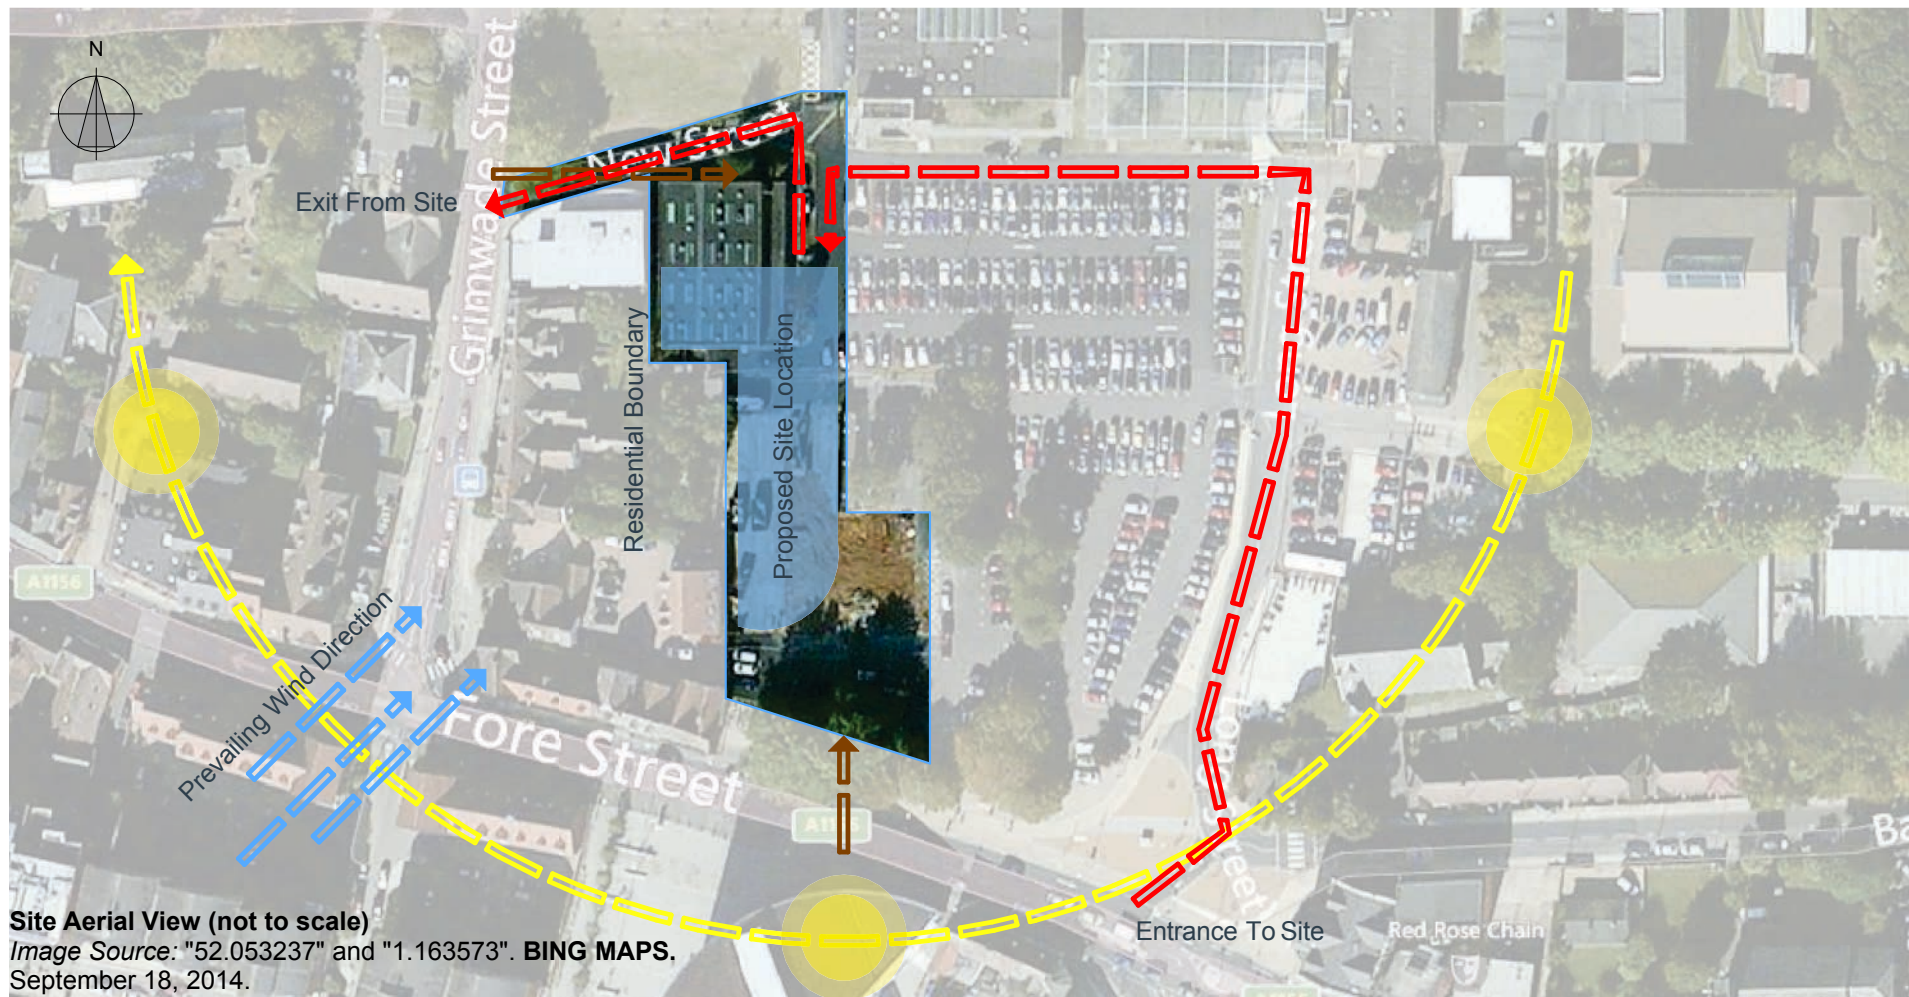 N
Grimwade Street
New Street
Exit From Site
Residential Boundary
Proposed Site Location
A1156
Prevailing Wind Direction
Fore Street
Entrance To Site
Red Rose Chain
Site Aerial View (not to scale)
Image Source: "52.053237" and "1.163573". BING MAPS.
September 18, 2014.